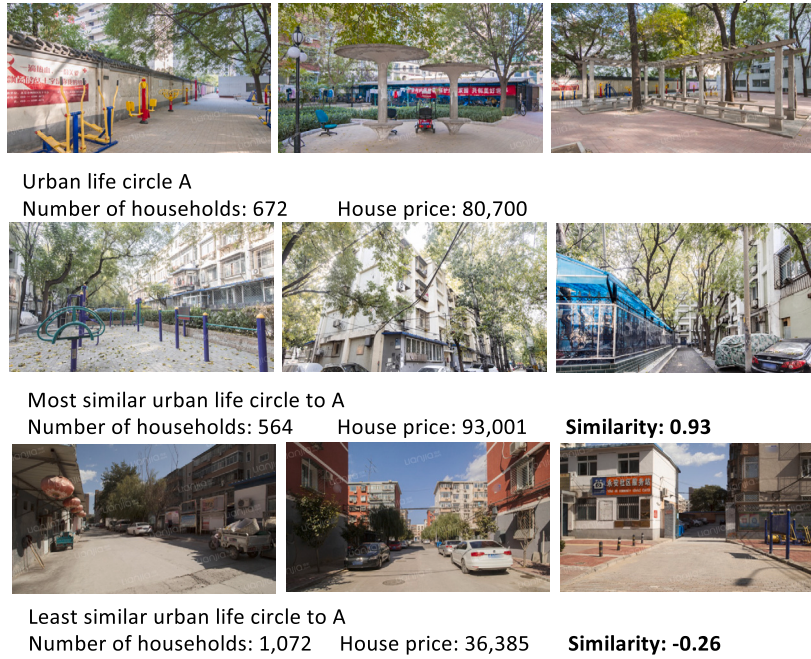 Urban life circle A
Number of households: 672 House price: 80,700
Most similar urban life circle to A
Number of households: 564 House price: 93,001 Similarity: 0.93
Least similar urban life circle to A
Number of households: 1,072 House price: 36,385 Similarity: -0.26